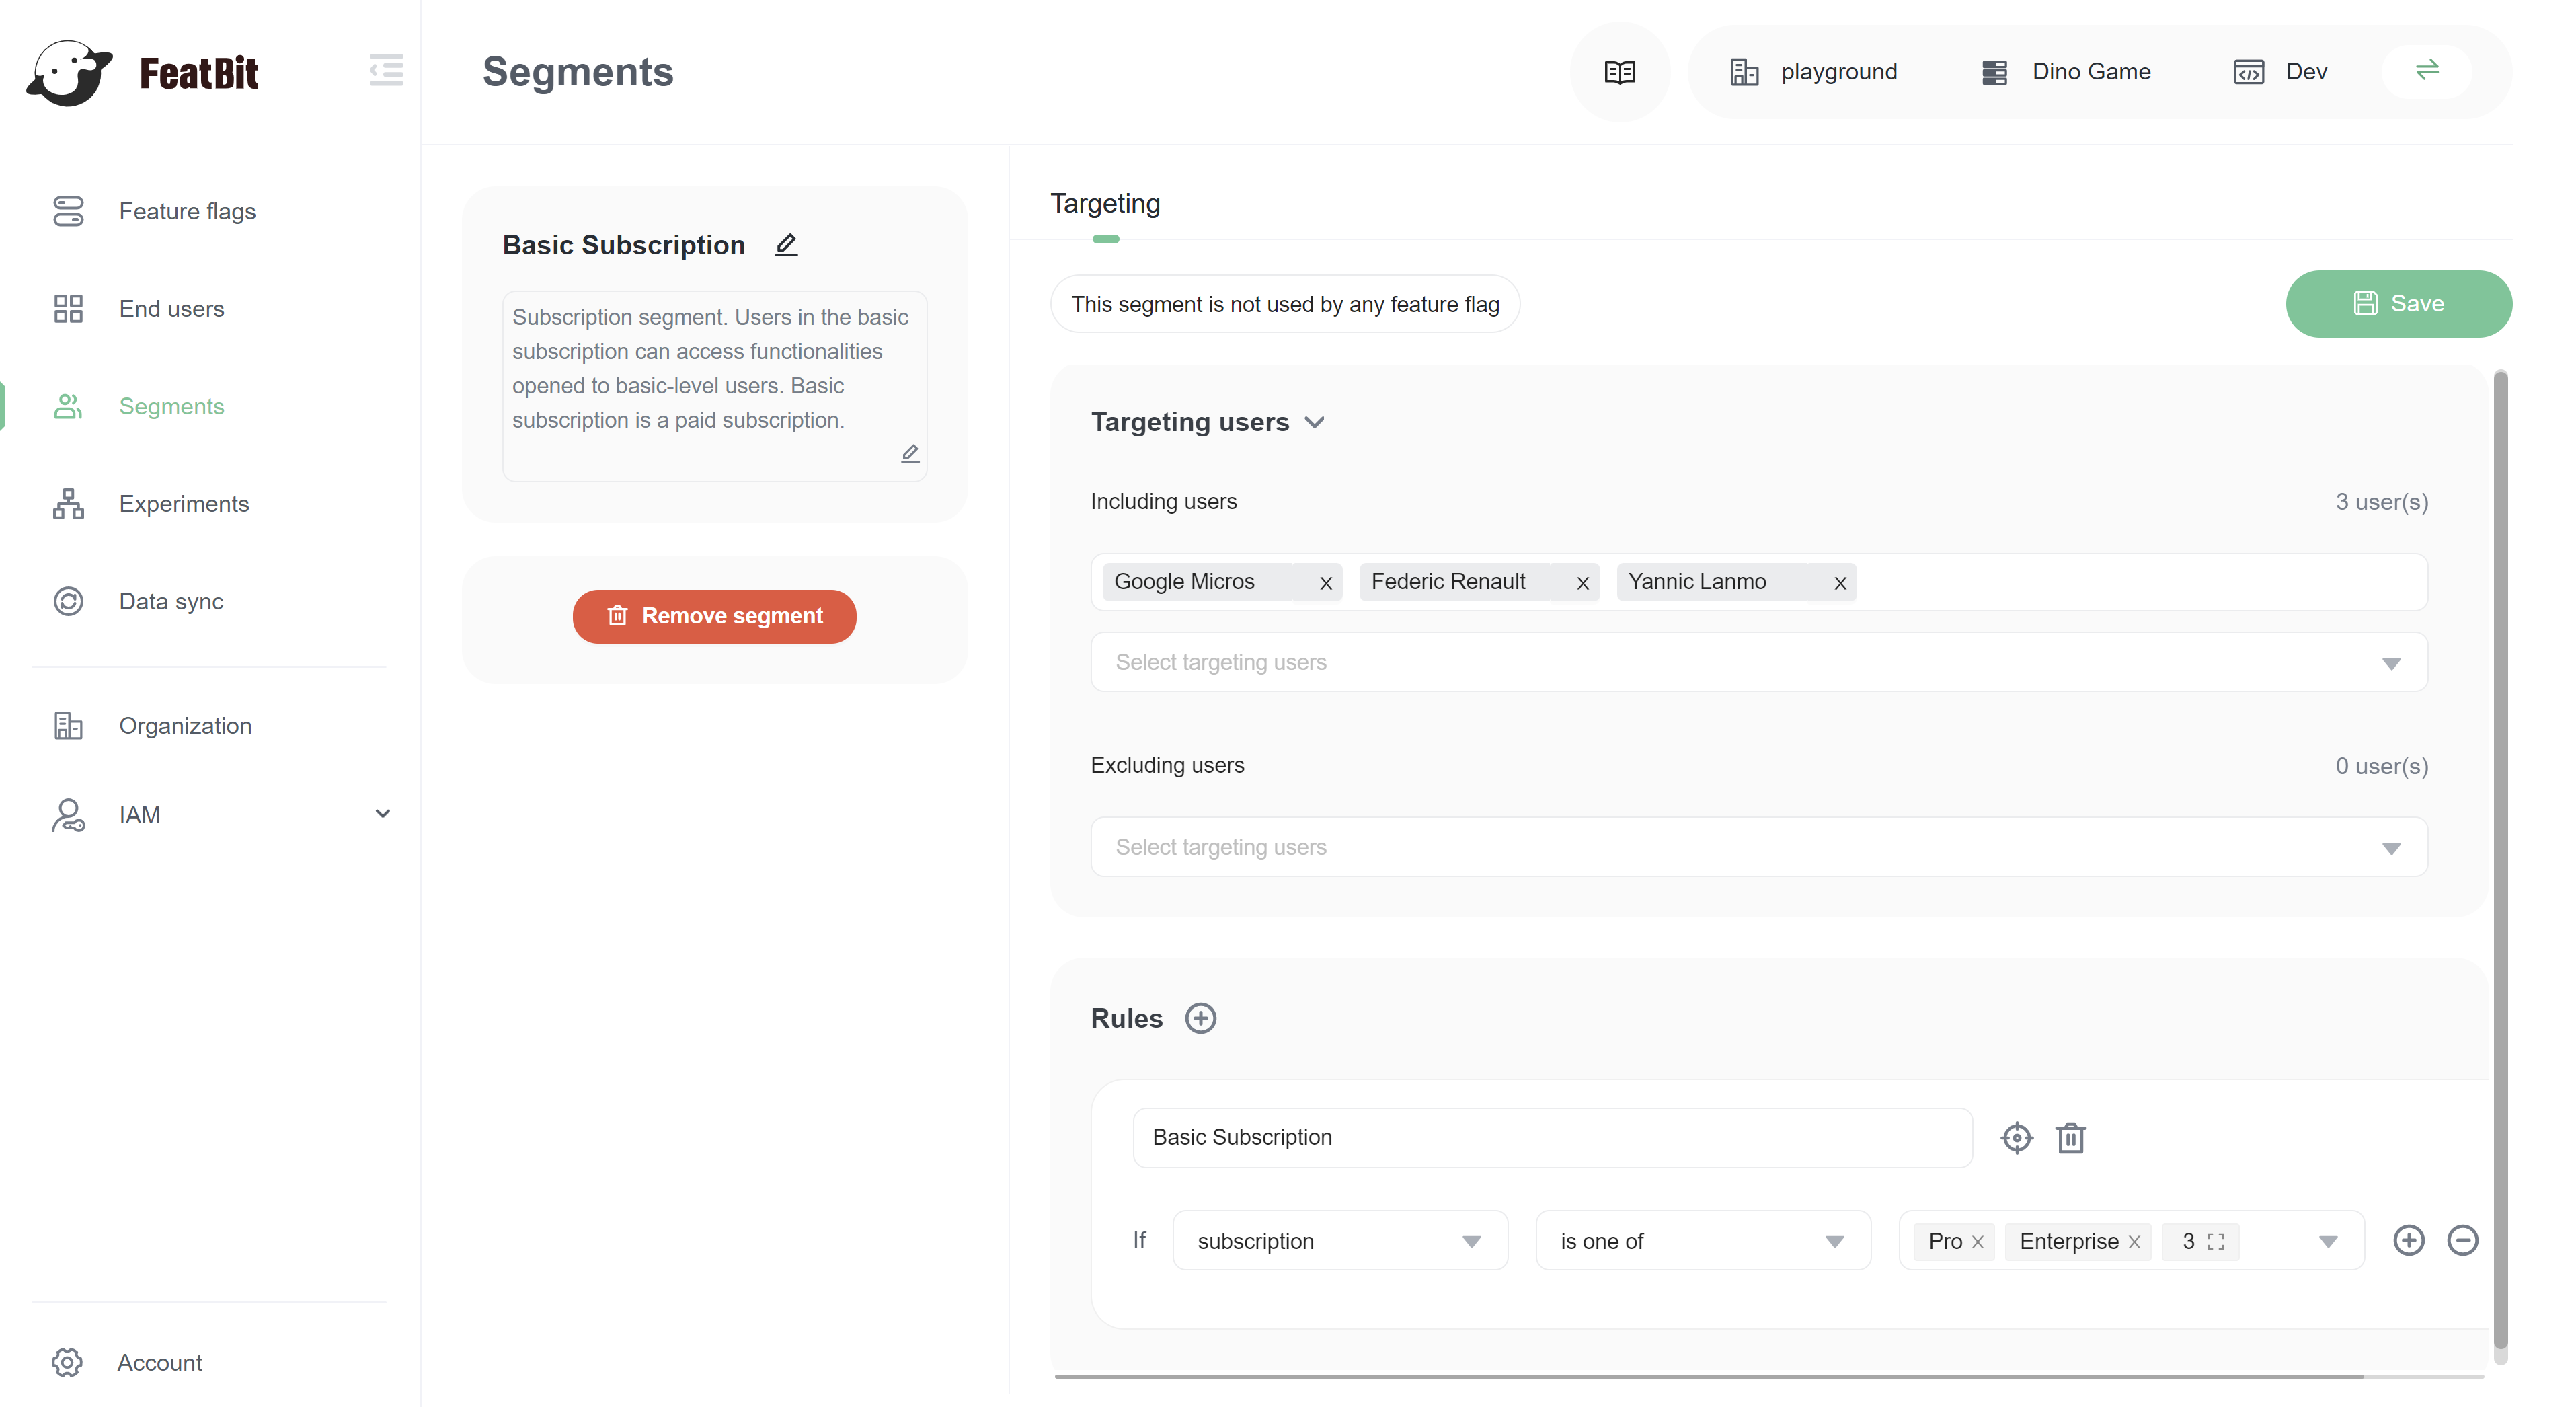 FeatBit
Segments
playground
Dino Game
Dev
Feature flags
End users
Segments
Experiments
Data sync
Organization
IAM
Account
Basic Subscription
Subscription segment. Users in the basic
subscription can access functionalities
opened to basic-level users. Basic
subscription is a paid subscription.
Remove segment
Targeting
This segment is not used by any feature flag
Save
Targeting users
Including users
3 user(s)
Google Micros x Federic Renault x Yannic Lanmo x
Select targeting users
Excluding users
0 user(s)
Select targeting users
Rules
Basic Subscription
If subscription is one of Pro Enterprise 3